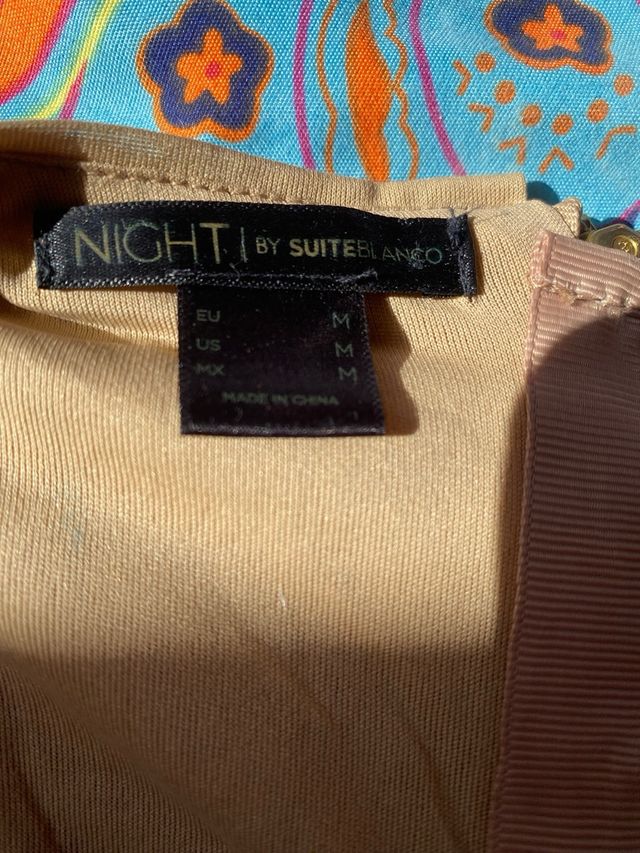 NIGHT | BY SUITEBLANCO
EU M
US M
MX M
MADE IN CHINA